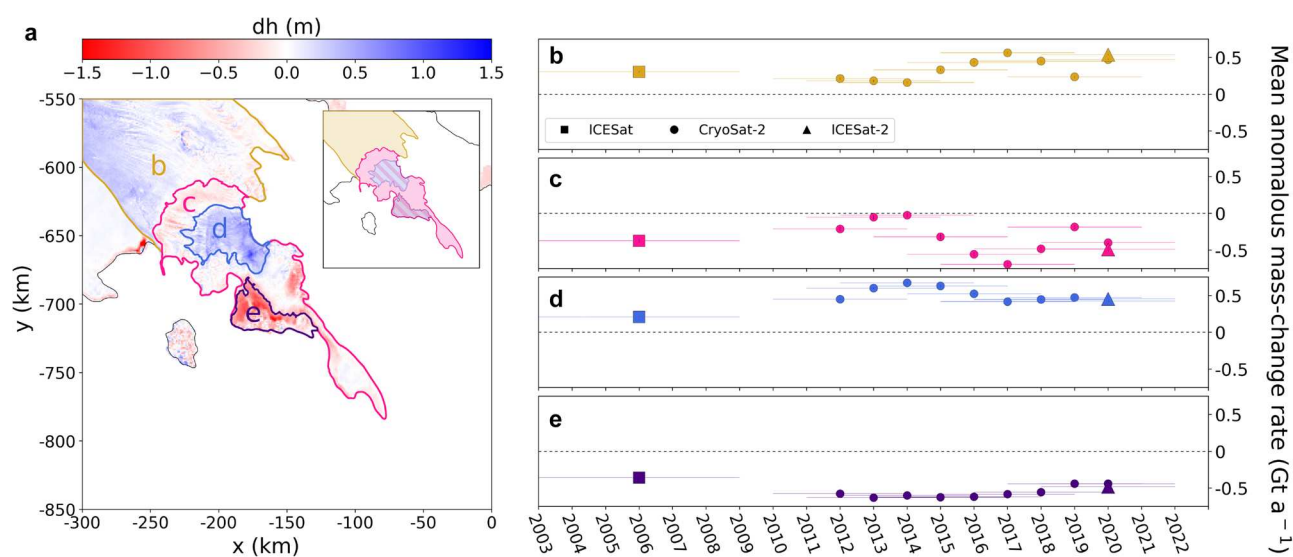 a
dh (m)
−1.5 −1.0 −0.5 0.0 0.5 1.0 1.5
-550
-600
-650
-700
-750
-800
-850
y (km)
b
c
d
e
-300 -250 -200 -150 -100 -50 0
x (km)
b
0.5
0
-0.5
ICESat CryoSat-2 ICESat-2
c
0.5
0
-0.5
d
0.5
0
-0.5
e
0.5
0
-0.5
2003 2004 2005 2006 2007 2008 2009 2010 2011 2012 2013 2014 2015 2016 2017 2018 2019 2020 2021 2022
Mean anomalous mass-change rate (Gt a⁻¹)